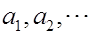 a₁, a₂, ⋯